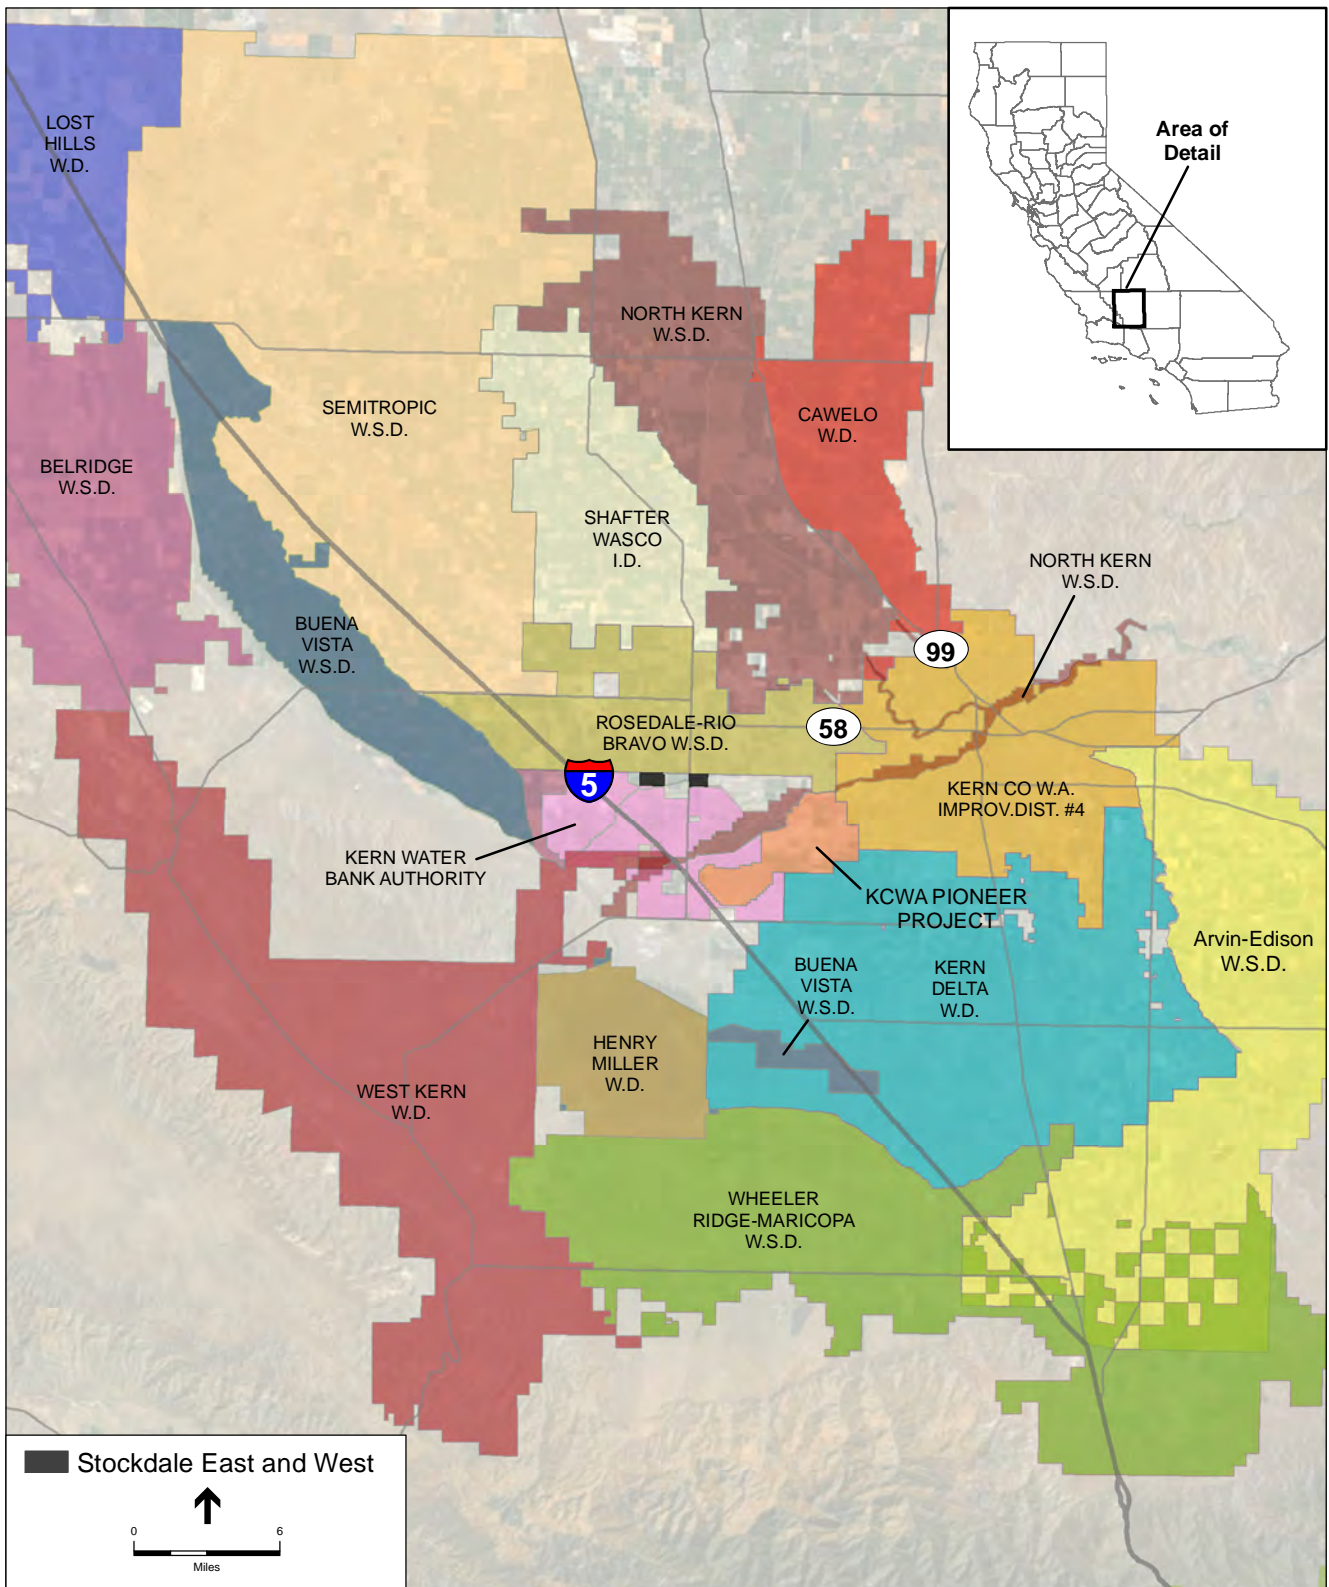 LOST
HILLS
W.D.
Area of
Detail
NORTH KERN
W.S.D.
SEMITROPIC
W.S.D.
CAWELO
W.D.
BELRIDGE
W.S.D.
SHAFTER
WASCO
I.D.
NORTH KERN
W.S.D.
BUENA
VISTA
W.S.D.
99
ROSEDALE-RIO
BRAVO W.S.D.
58
5
KERN CO W.A.
IMPROV.DIST. #4
KERN WATER
BANK AUTHORITY
KCWA PIONEER
PROJECT
Arvin-Edison
W.S.D.
BUENA
VISTA
W.S.D.
KERN
DELTA
W.D.
HENRY
MILLER
W.D.
WEST KERN
W.D.
WHEELER
RIDGE-MARICOPA
W.S.D.
Stockdale East and West
0 6
Miles